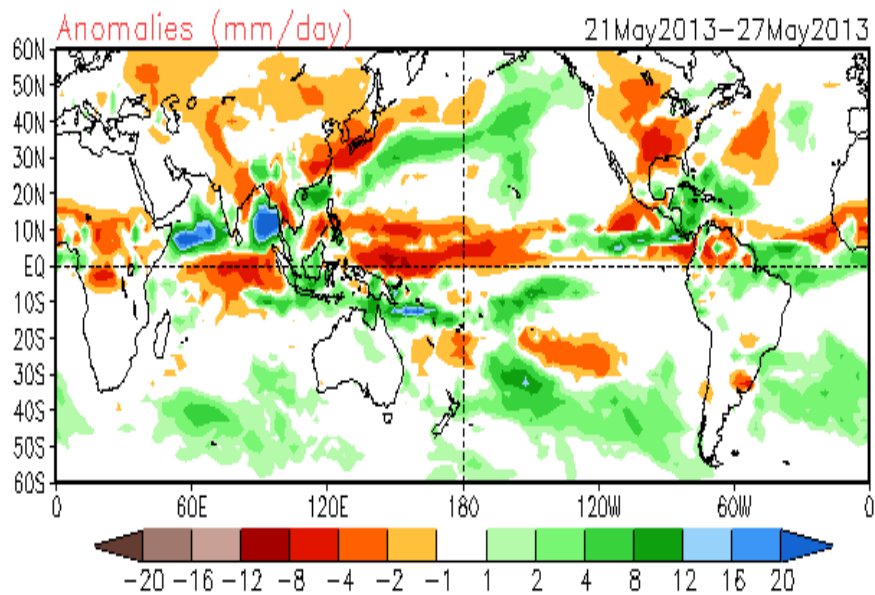 Anomalies (mm/day) 21May2013-27May2013
60N
50N
40N
30N
20N
10N
EQ
10S
20S
30S
40S
50S
60S
0 60E 120E 180 120W 60W 0
-20 -16 -12 -8 -4 -2 -1 1 2 4 8 12 16 20